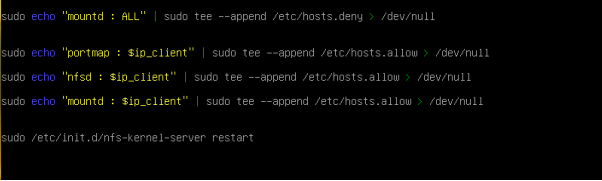 sudo echo "mountd : ALL" | sudo tee --append /etc/hosts.deny > /dev/null
sudo echo "portmap : $ip_client" | sudo tee --append /etc/hosts.allow > /dev/null
sudo echo "nfsd : $ip_client" | sudo tee --append /etc/hosts.allow > /dev/null
sudo echo "mountd : $ip_client" | sudo tee --append /etc/hosts.allow > /dev/null
sudo /etc/init.d/nfs-kernel-server restart